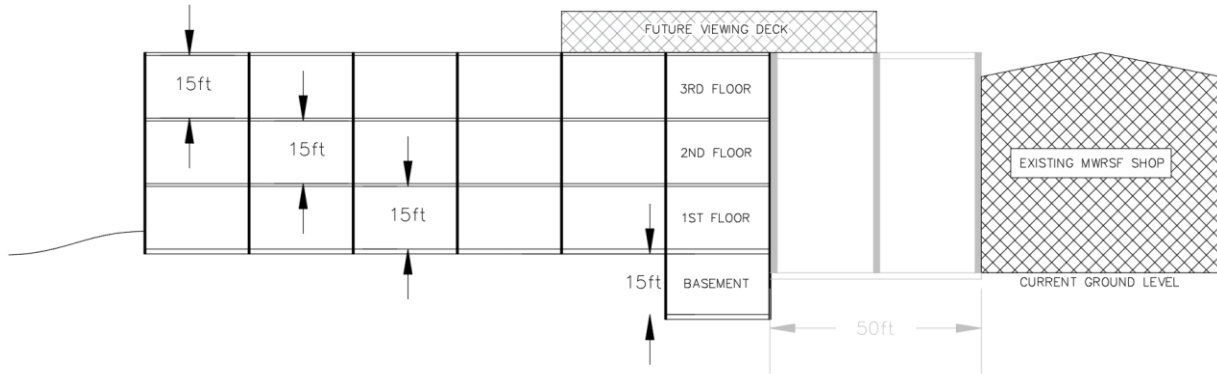 FUTURE VIEWING DECK
15ft
3RD FLOOR
15ft
2ND FLOOR
EXISTING MWRSF SHOP
15ft
1ST FLOOR
15ft
BASEMENT
CURRENT GROUND LEVEL
50ft